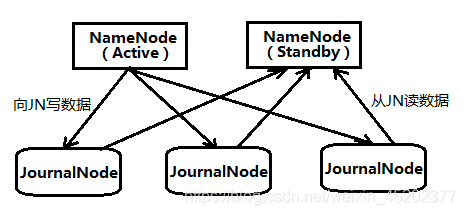 NameNode
（Active）
NameNode
（Standby）
向JN写数据
从JN读数据
JournalNode
JournalNode
JournalNode
https://blog.csdn.net/weixin_45202377